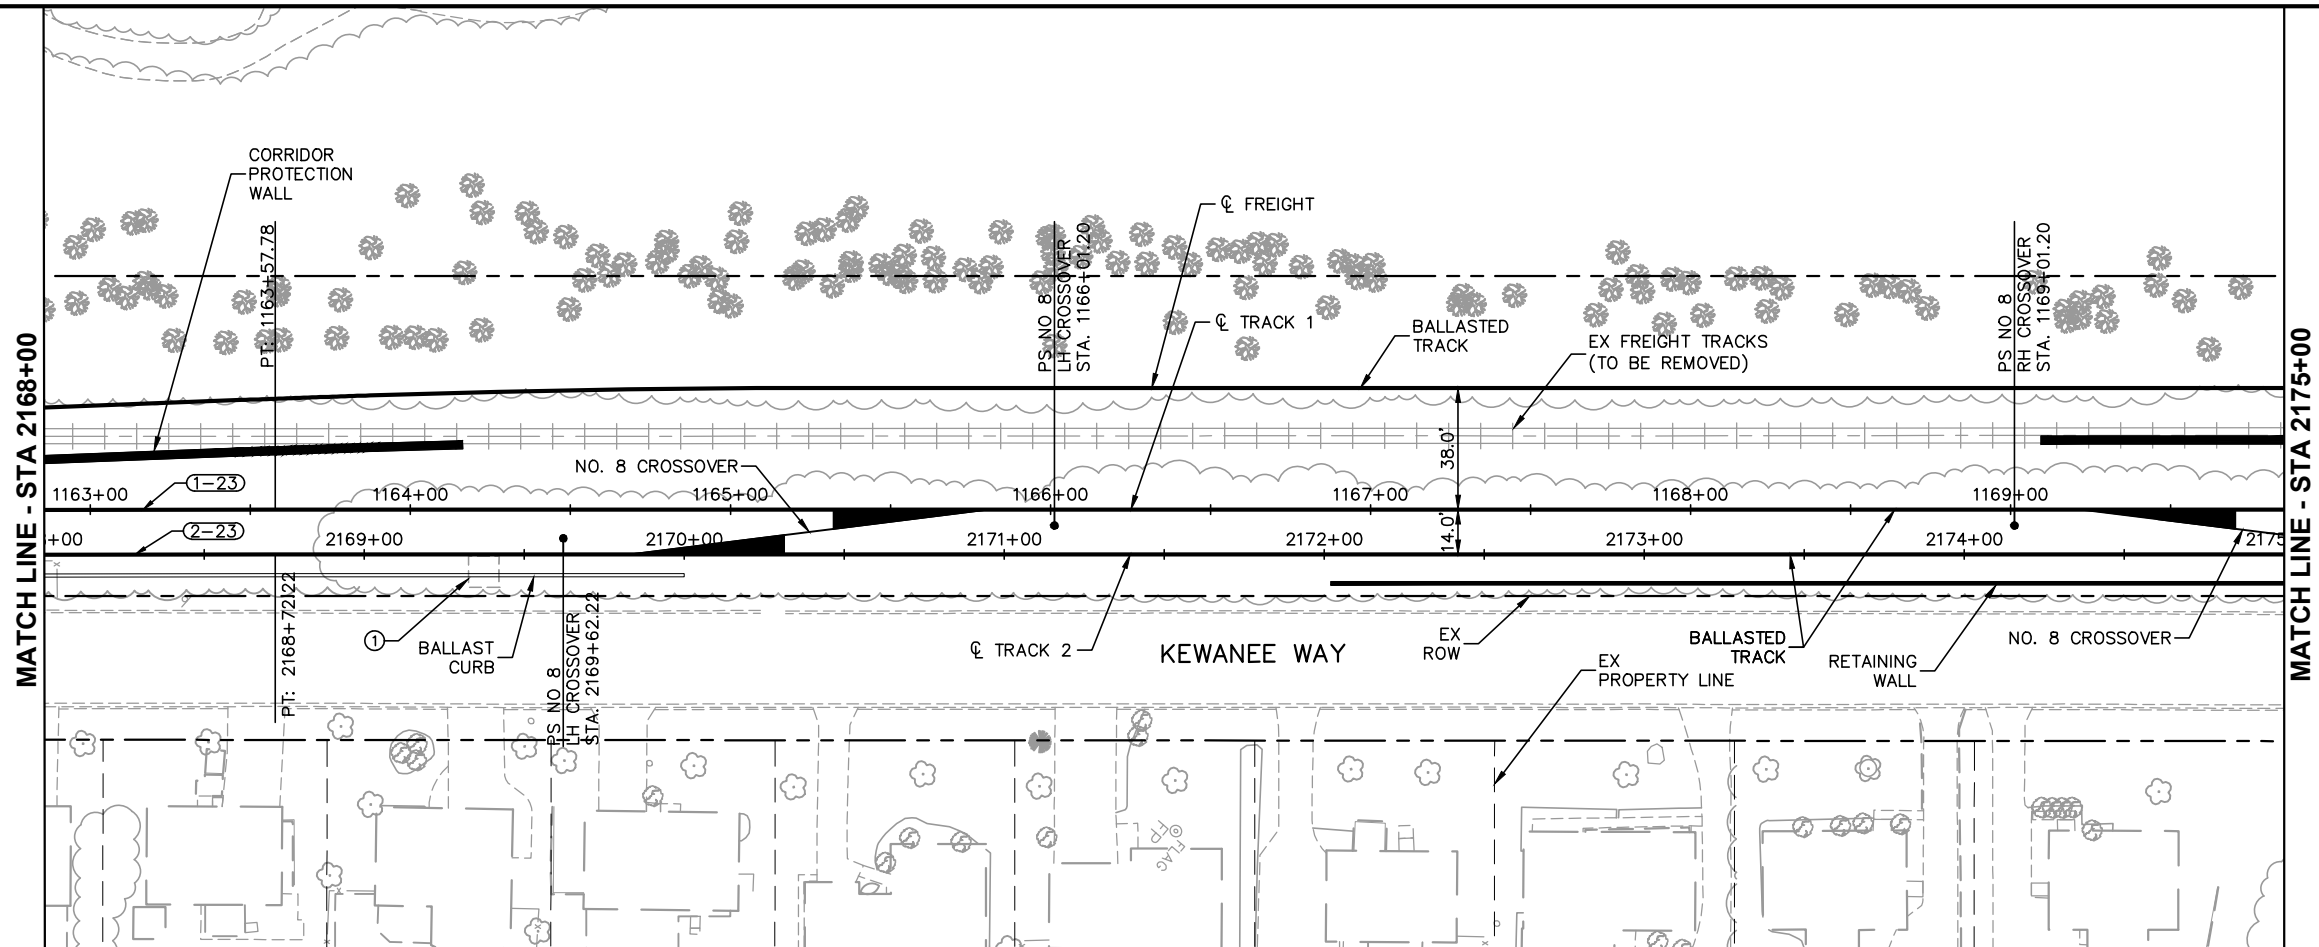 CORRIDOR
PROTECTION
WALL
℄ FREIGHT
PT: 1163+57.78
PS NO 8
LH CROSSOVER
STA. 1166+01.20
PS NO 8
RH CROSSOVER
STA. 1169+01.20
℄ TRACK 1
BALLASTED
TRACK
EX FREIGHT TRACKS
(TO BE REMOVED)
MATCH LINE - STA 2168+00
MATCH LINE - STA 2175+00
38.0'
NO. 8 CROSSOVER
1-23
1163+00
1164+00
1165+00
1166+00
1167+00
1168+00
1169+00
14.0'
2-23
+00
2169+00
2170+00
2171+00
2172+00
2173+00
2174+00
2175
PT: 2168+72.22
1
BALLAST
CURB
PS NO 8
LH CROSSOVER
STA. 2169+62.22
℄ TRACK 2
KEWANEE WAY
EX
ROW
EX
PROPERTY LINE
BALLASTED
TRACK
RETAINING
WALL
NO. 8 CROSSOVER
FP
FLAG